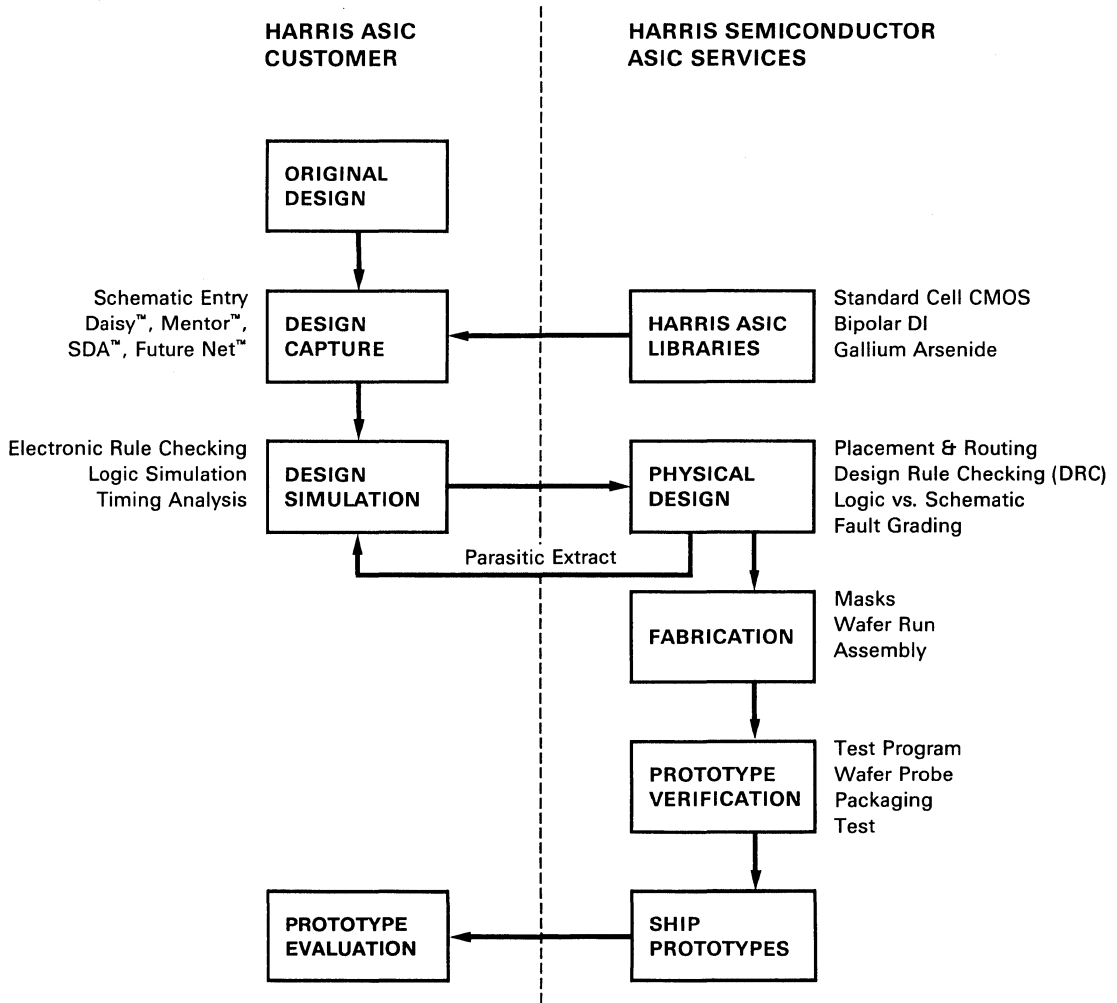 HARRIS ASIC
CUSTOMER
HARRIS SEMICONDUCTOR
ASIC SERVICES
ORIGINAL
DESIGN
Schematic Entry
Daisy™, Mentor™,
SDA™, Future Net™
DESIGN
CAPTURE
HARRIS ASIC
LIBRARIES
Standard Cell CMOS
Bipolar DI
Gallium Arsenide
Electronic Rule Checking
Logic Simulation
Timing Analysis
DESIGN
SIMULATION
PHYSICAL
DESIGN
Placement & Routing
Design Rule Checking (DRC)
Logic vs. Schematic
Fault Grading
Parasitic Extract
FABRICATION
Masks
Wafer Run
Assembly
PROTOTYPE
VERIFICATION
Test Program
Wafer Probe
Packaging
Test
PROTOTYPE
EVALUATION
SHIP
PROTOTYPES